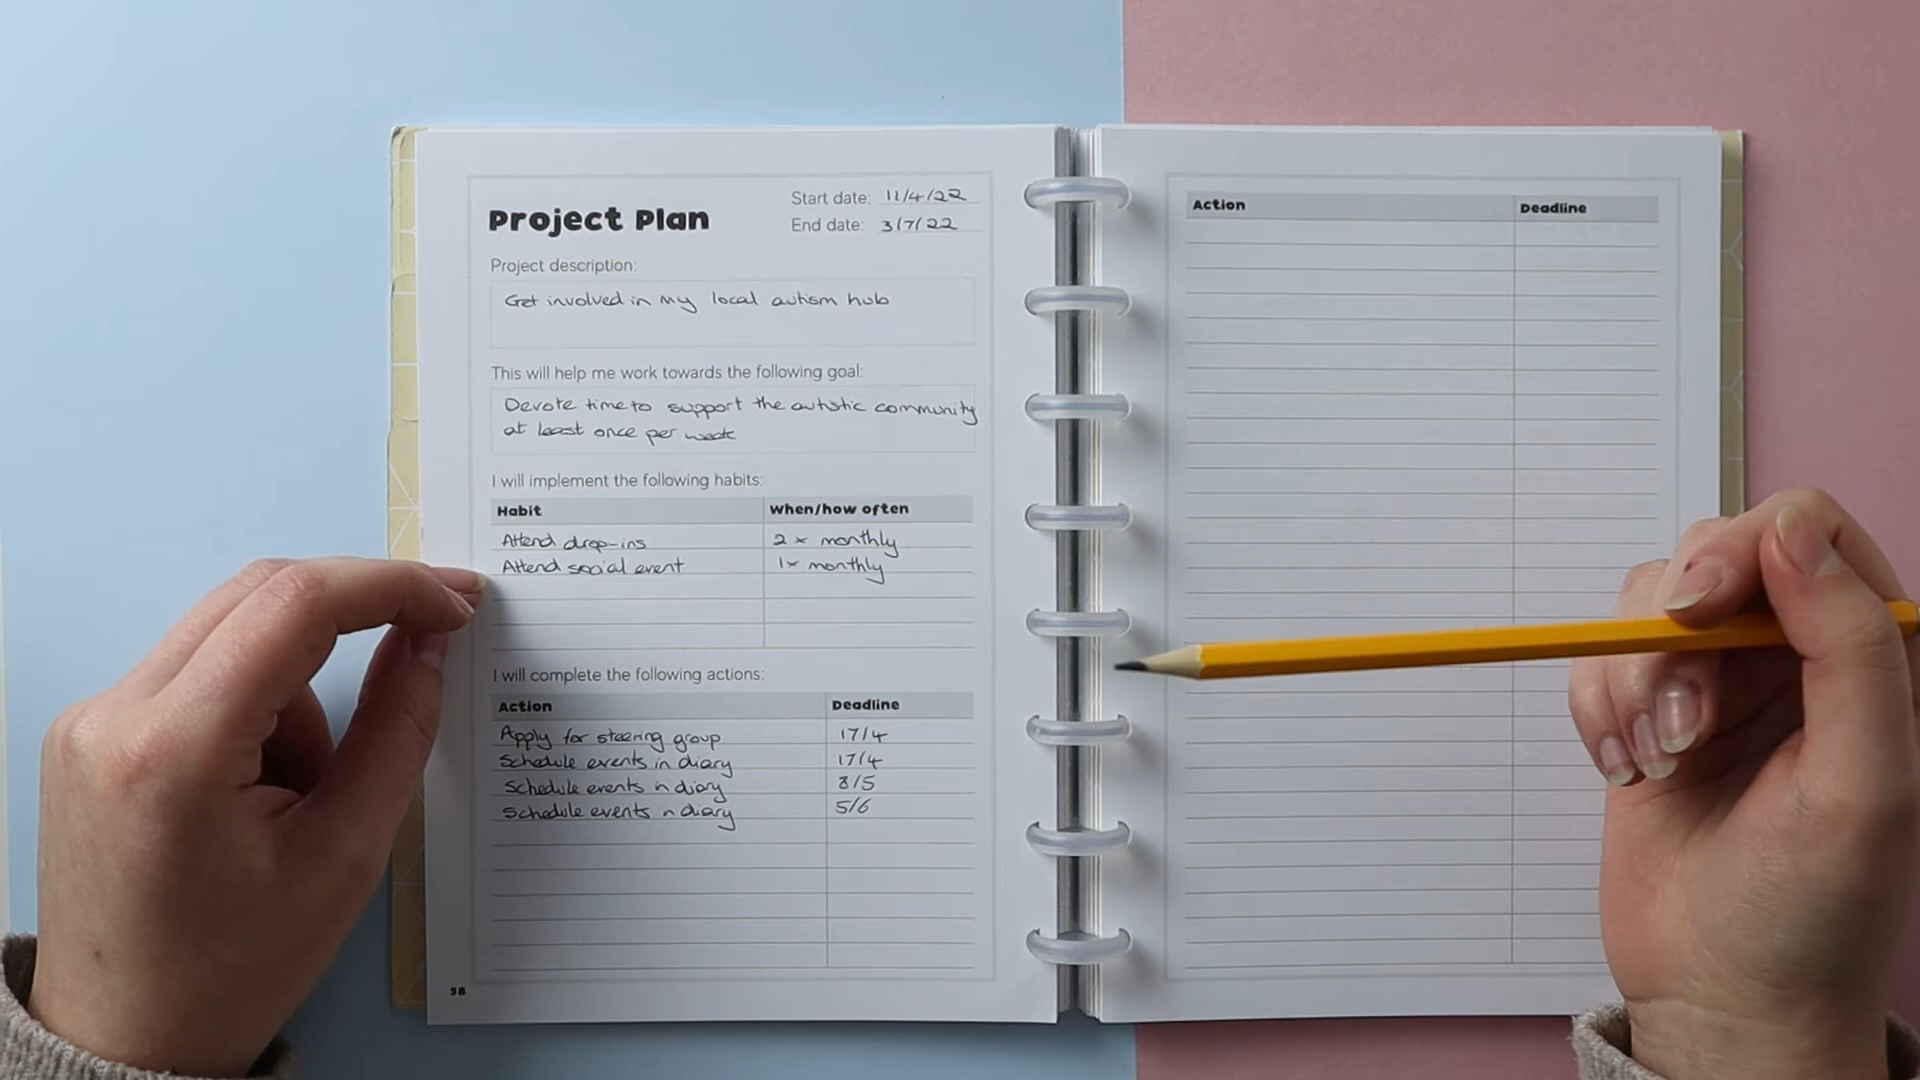 Project Plan
Start date: 11/4/22
End date: 3/7/22
Project description:
Get involved in my local autism hub
This will help me work towards the following goal:
Devote time to support the autistic community
at least once per week
I will implement the following habits:
Habit When/how often
Attend drop-ins 2x monthly
Attend social event 1x monthly
I will complete the following actions:
Action Deadline
Apply for steering group 17/4
Schedule events in diary 17/4
Schedule events in diary 8/5
Schedule events in diary 5/6
58
Action Deadline